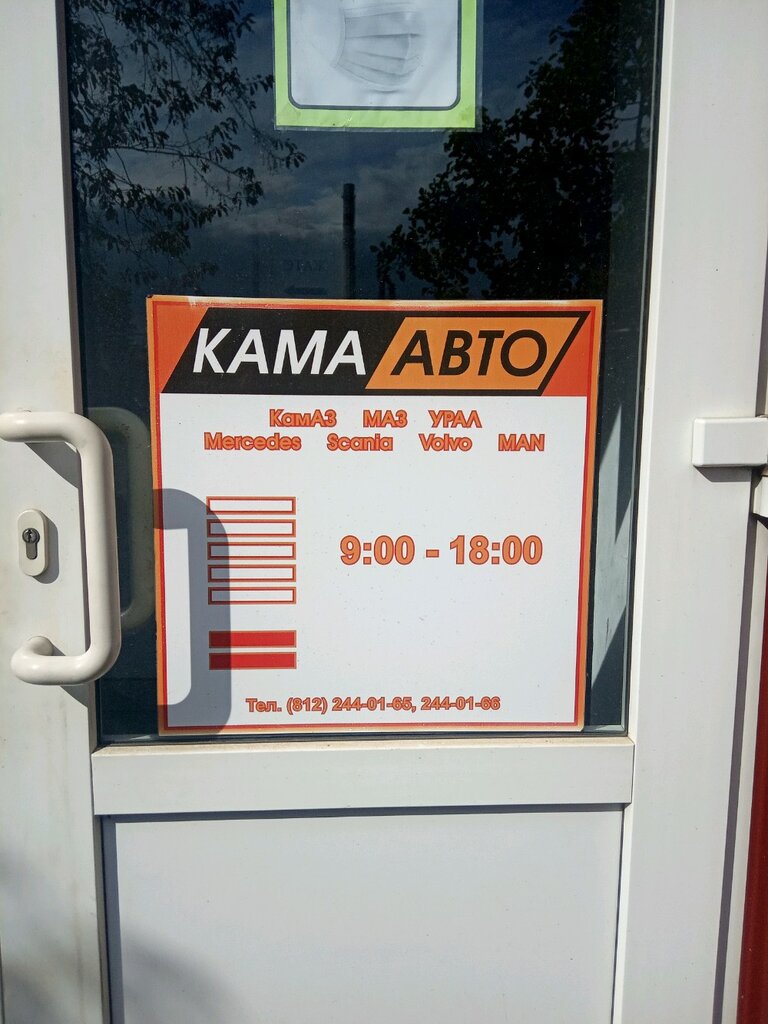 КАМА АВТО
КамАЗ МАЗ УРАЛ
Mercedes Scania Volvo MAN
9:00 - 18:00
Тел. (812) 244-01-65, 244-01-66